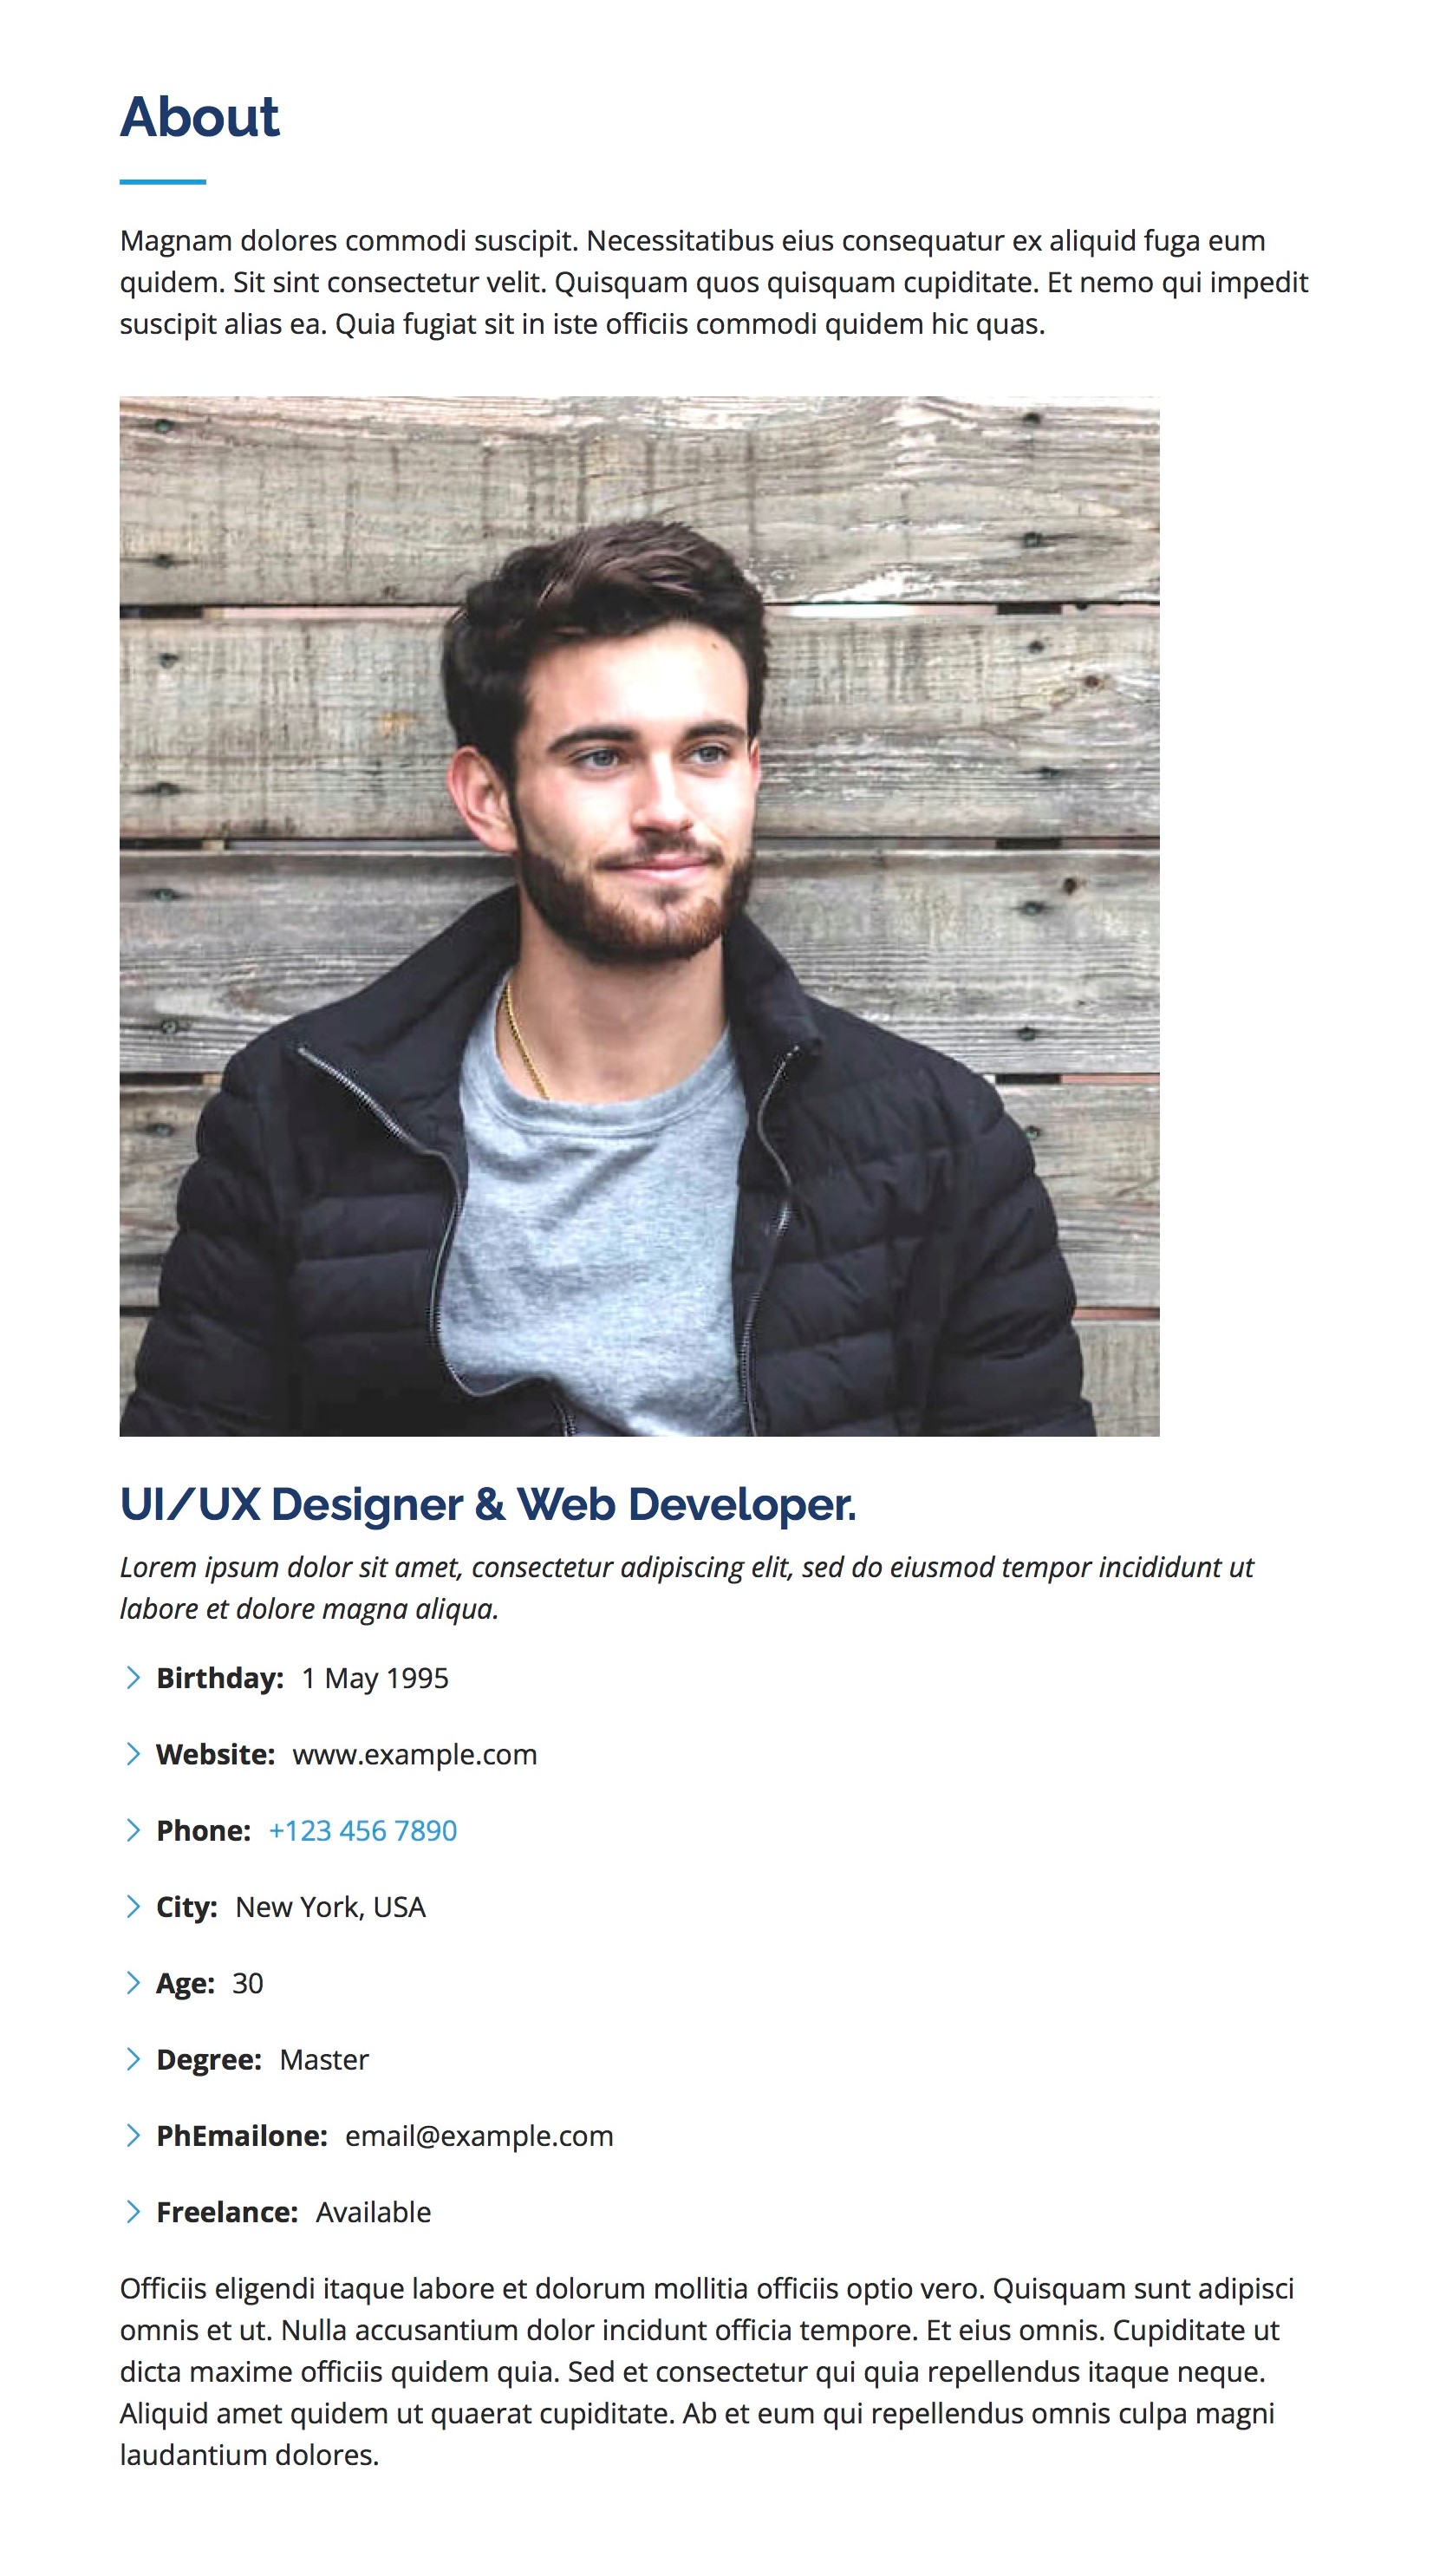 About
Magnam dolores commodi suscipit. Necessitatibus eius consequatur ex aliquid fuga eum
quidem. Sit sint consectetur velit. Quisquam quos quisquam cupiditate. Et nemo qui impedit
suscipit alias ea. Quia fugiat sit in iste officiis commodi quidem hic quas.
UI/UX Designer & Web Developer.
Lorem ipsum dolor sit amet, consectetur adipiscing elit, sed do eiusmod tempor incididunt ut
labore et dolore magna aliqua.
Birthday: 1 May 1995
Website: www.example.com
Phone: +123 456 7890
City: New York, USA
Age: 30
Degree: Master
PhEmailone: email@example.com
Freelance: Available
Officiis eligendi itaque labore et dolorum mollitia officiis optio vero. Quisquam sunt adipisci
omnis et ut. Nulla accusantium dolor incidunt officia tempore. Et eius omnis. Cupiditate ut
dicta maxime officiis quidem quia. Sed et consectetur qui quia repellendus itaque neque.
Aliquid amet quidem ut quaerat cupiditate. Ab et eum qui repellendus omnis culpa magni
laudantium dolores.